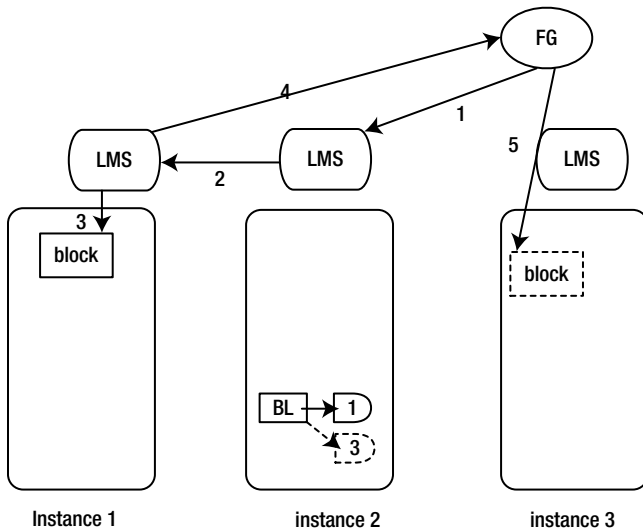 FG
4
1
5
LMS
2
LMS
LMS
3
block
block
BL
1
3
Instance 1
instance 2
instance 3